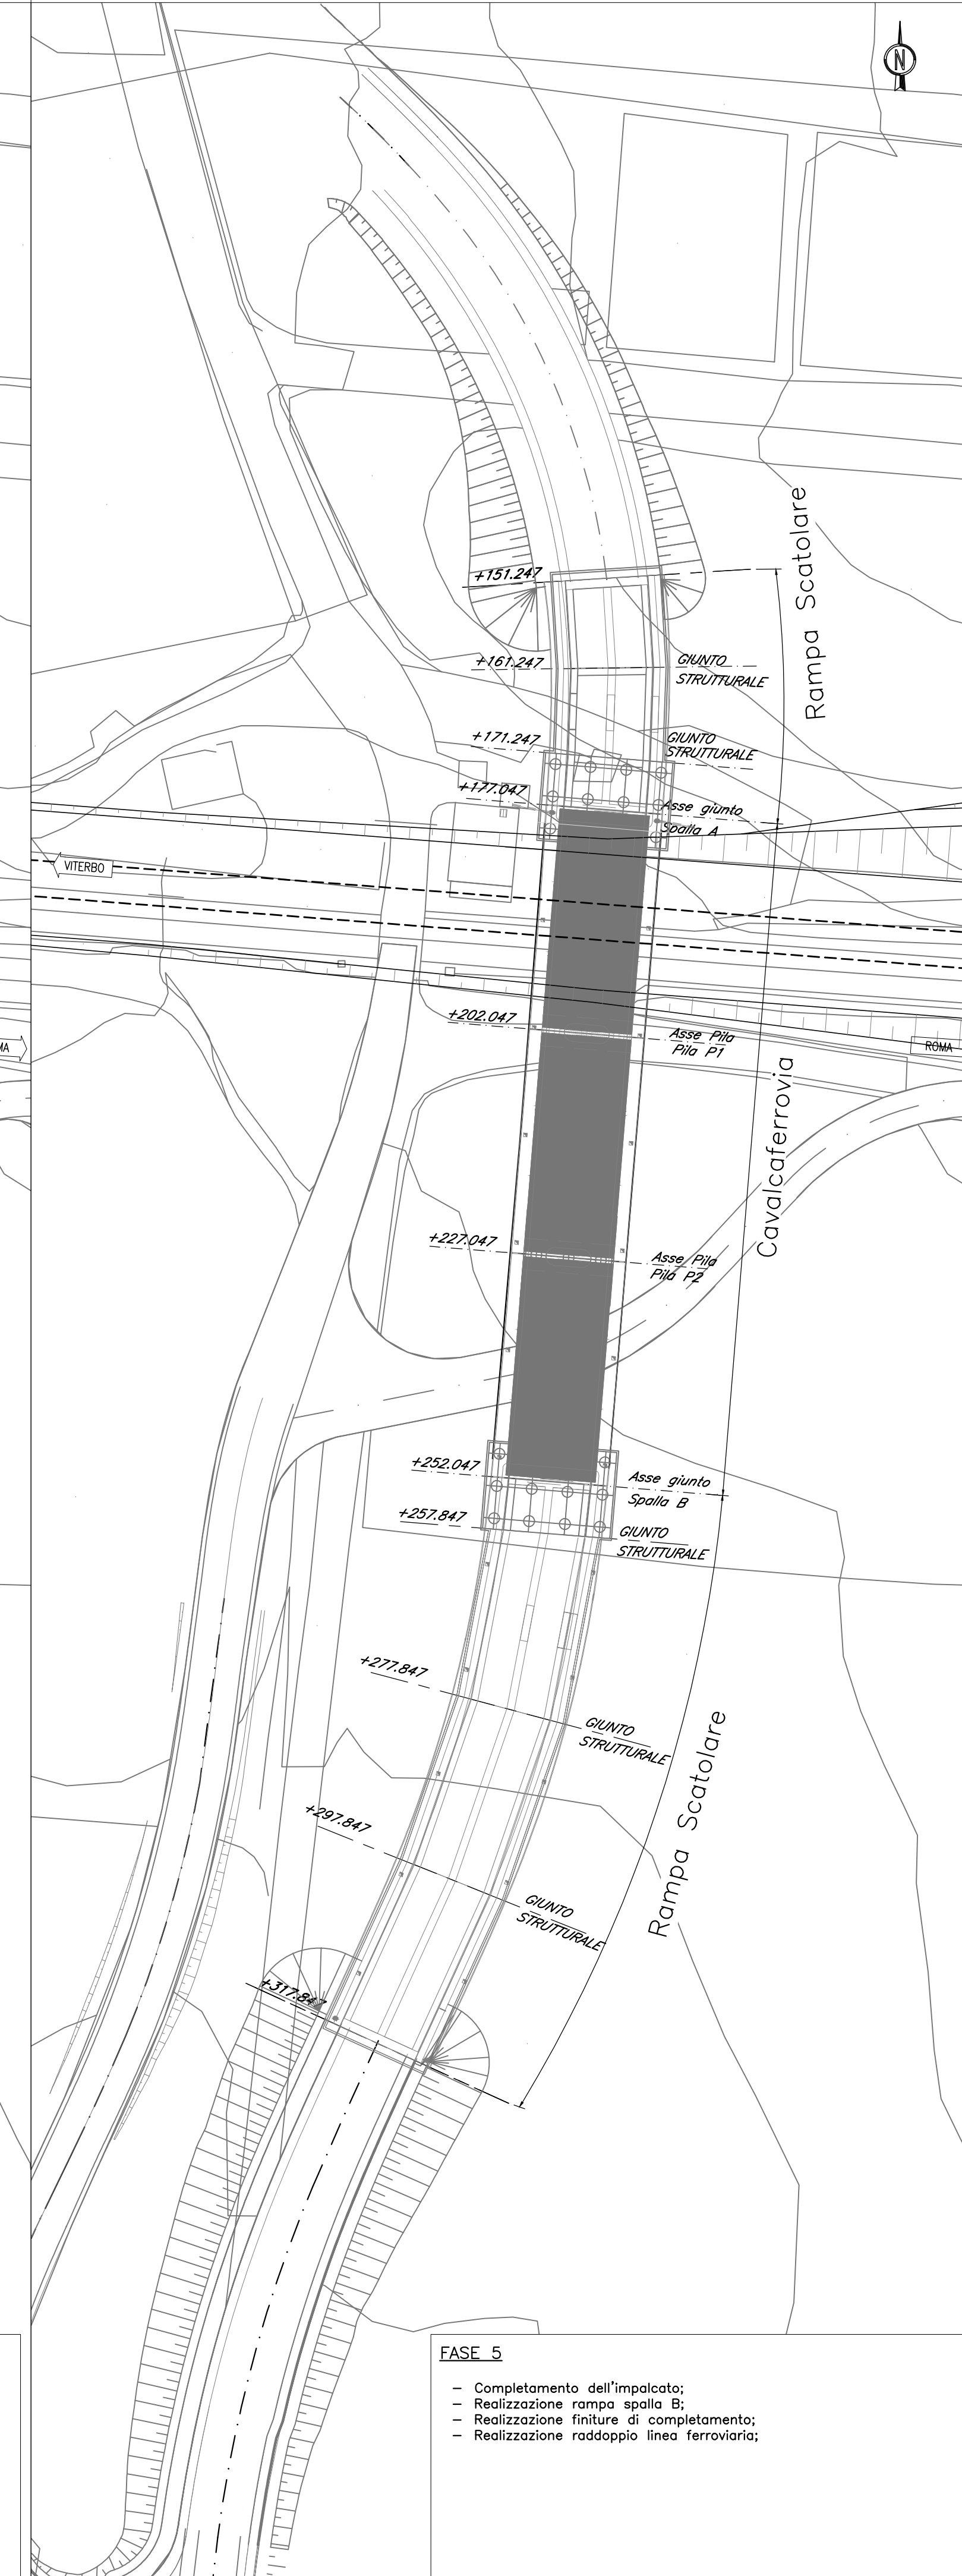 N
Rampa Scatolare
+151.247
+161.247
GIUNTO
STRUTTURALE
+171.247
GIUNTO
STRUTTURALE
+177.047
Asse giunto
Spalla A
VITERBO
+202.047
Asse Pila
Pila P1
MA
ROMA
Cavalcaferrovia
+227.047
Asse Pila
Pila P2
+252.047
Asse giunto
Spalla B
+257.847
GIUNTO
STRUTTURALE
+277.847
GIUNTO
STRUTTURALE
Rampa Scatolare
+297.847
GIUNTO
STRUTTURALE
+317.847
FASE 5
– Completamento dell'impalcato;
– Realizzazione rampa spalla B;
– Realizzazione finiture di completamento;
– Realizzazione raddoppio linea ferroviaria;